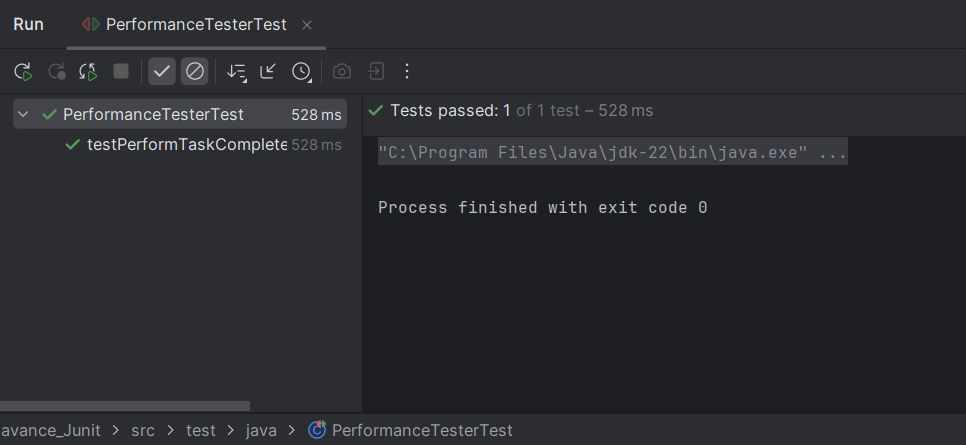 Run PerformanceTesterTest
PerformanceTesterTest 528 ms
testPerformTaskComplete 528 ms
Tests passed: 1 of 1 test – 528 ms
"C:\Program Files\Java\jdk-22\bin\java.exe" ...
Process finished with exit code 0
avance_Junit > src > test > java > PerformanceTesterTest